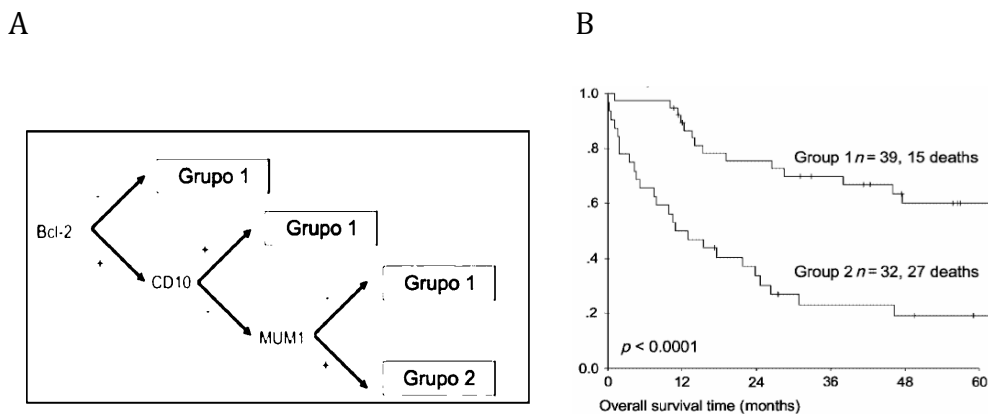 A
Grupo 1
-
Bcl-2
+
Grupo 1
+
CD10
-
Grupo 1
-
MUM1
+
Grupo 2
B
1.0
.8
.6
.4
.2
0.0
Group 1 n = 39, 15 deaths
Group 2 n = 32, 27 deaths
p < 0.0001
0 12 24 36 48 60
Overall survival time (months)